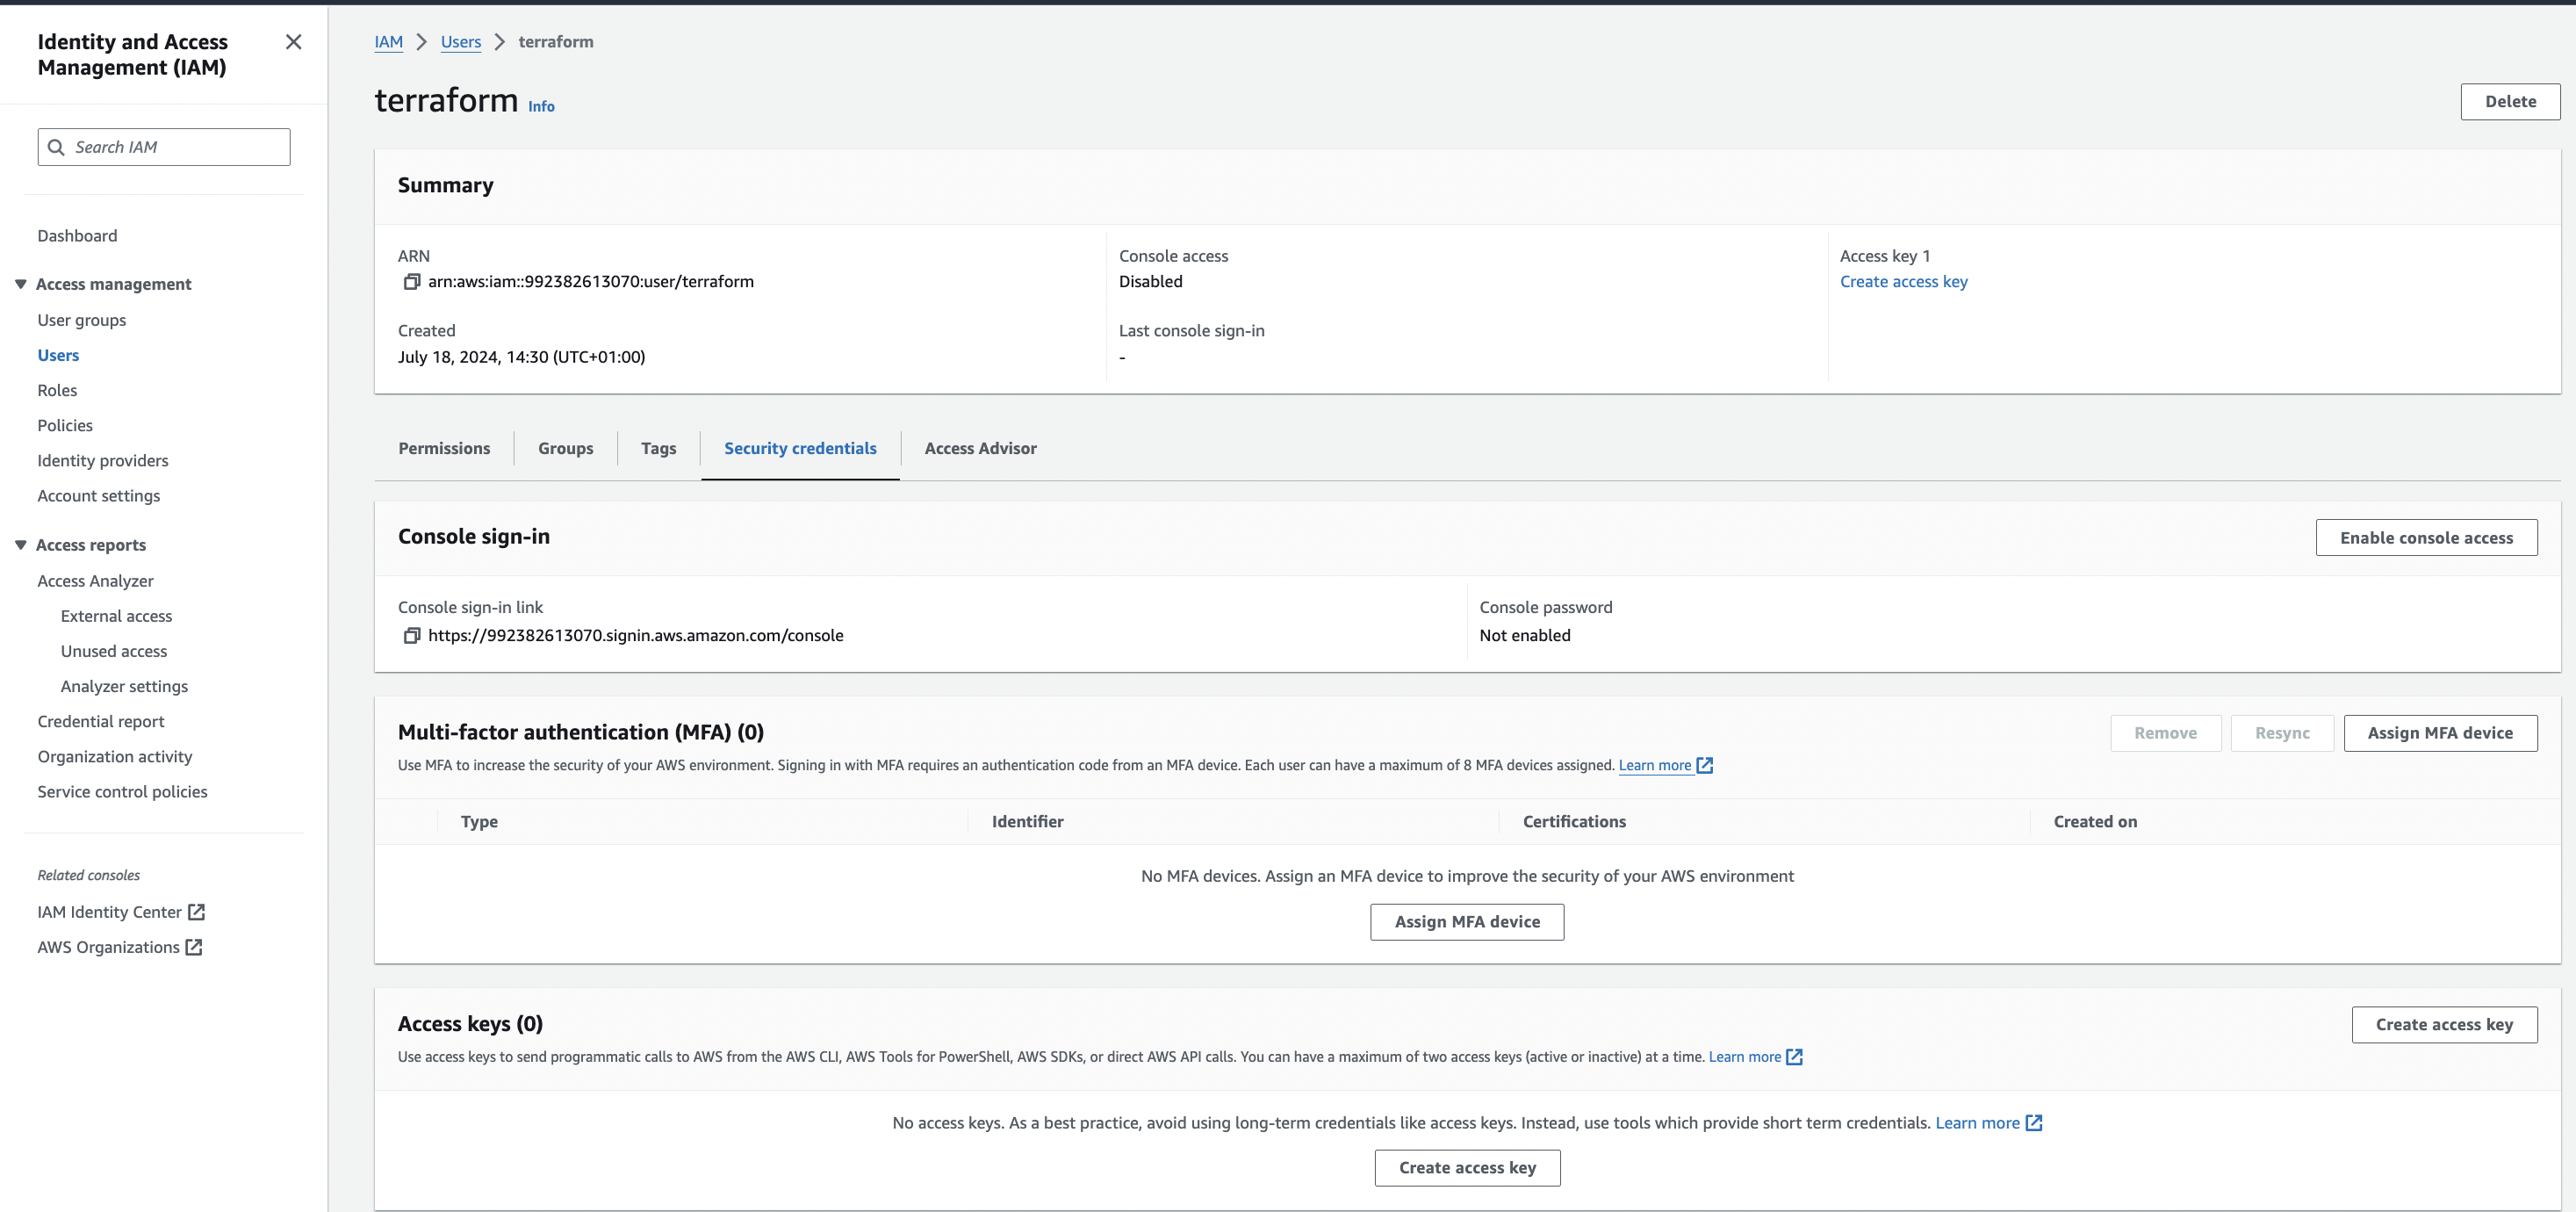 Identity and Access
Management (IAM)
Search IAM
Dashboard
Access management
User groups
Users
Roles
Policies
Identity providers
Account settings
Access reports
Access Analyzer
External access
Unused access
Analyzer settings
Credential report
Organization activity
Service control policies
Related consoles
IAM Identity Center
AWS Organizations
IAM > Users > terraform
terraform Info
Delete
Summary
ARN
arn:aws:iam::992382613070:user/terraform
Created
July 18, 2024, 14:30 (UTC+01:00)
Console access
Disabled
Last console sign-in
-
Access key 1
Create access key
Permissions Groups Tags Security credentials Access Advisor
Console sign-in
Enable console access
Console sign-in link
https://992382613070.signin.aws.amazon.com/console
Console password
Not enabled
Multi-factor authentication (MFA) (0)
Remove Resync Assign MFA device
Use MFA to increase the security of your AWS environment. Signing in with MFA requires an authentication code from an MFA device. Each user can have a maximum of 8 MFA devices assigned. Learn more
Type Identifier Certifications Created on
No MFA devices. Assign an MFA device to improve the security of your AWS environment
Assign MFA device
Access keys (0)
Create access key
Use access keys to send programmatic calls to AWS from the AWS CLI, AWS Tools for PowerShell, AWS SDKs, or direct AWS API calls. You can have a maximum of two access keys (active or inactive) at a time. Learn more
No access keys. As a best practice, avoid using long-term credentials like access keys. Instead, use tools which provide short term credentials. Learn more
Create access key